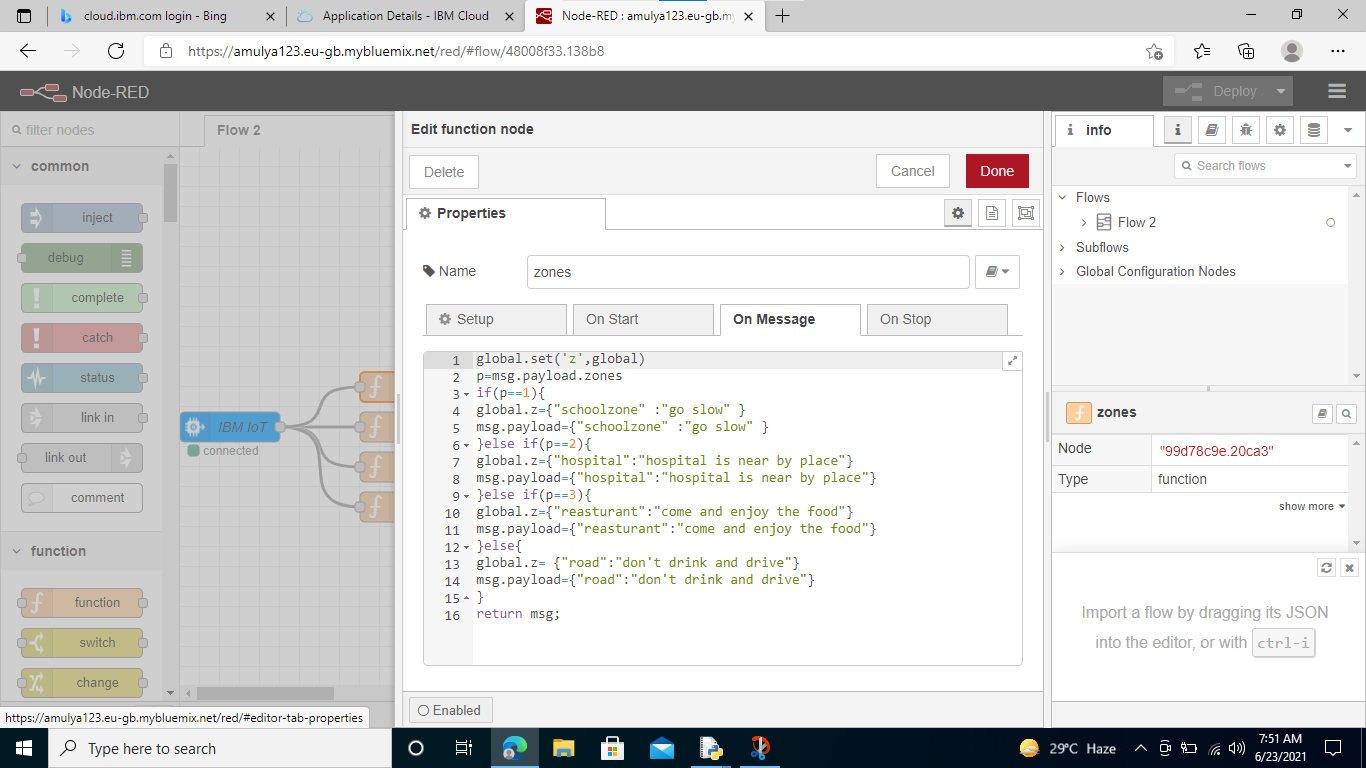 cloud.ibm.com login - Bing
Application Details - IBM Cloud
Node-RED : amulya123.eu-gb.my
https://amulya123.eu-gb.mybluemix.net/red/#flow/48008f33.138b8
Node-RED
Deploy
filter nodes
common
inject
debug
complete
catch
status
link in
link out
comment
function
function
switch
change
Flow 2
IBM IoT
connected
Edit function node
Delete
Cancel
Done
Properties
Name
zones
Setup
On Start
On Message
On Stop
1 global.set('z',global)
2 p=msg.payload.zones
3 if(p==1){
4 global.z={"schoolzone" :"go slow" }
5 msg.payload={"schoolzone" :"go slow" }
6 }else if(p==2){
7 global.z={"hospital":"hospital is near by place"}
8 msg.payload={"hospital":"hospital is near by place"}
9 }else if(p==3){
10 global.z={"reasturant":"come and enjoy the food"}
11 msg.payload={"reasturant":"come and enjoy the food"}
12 }else{
13 global.z= {"road":"don't drink and drive"}
14 msg.payload={"road":"don't drink and drive"}
15 }
16 return msg;
Enabled
info
Search flows
Flows
Flow 2
Subflows
Global Configuration Nodes
zones
Node "99d78c9e.20ca3"
Type function
show more
Import a flow by dragging its JSON
into the editor, or with ctrl-i
https://amulya123.eu-gb.mybluemix.net/red/#editor-tab-properties
Type here to search
29°C Haze
7:51 AM
6/23/2021